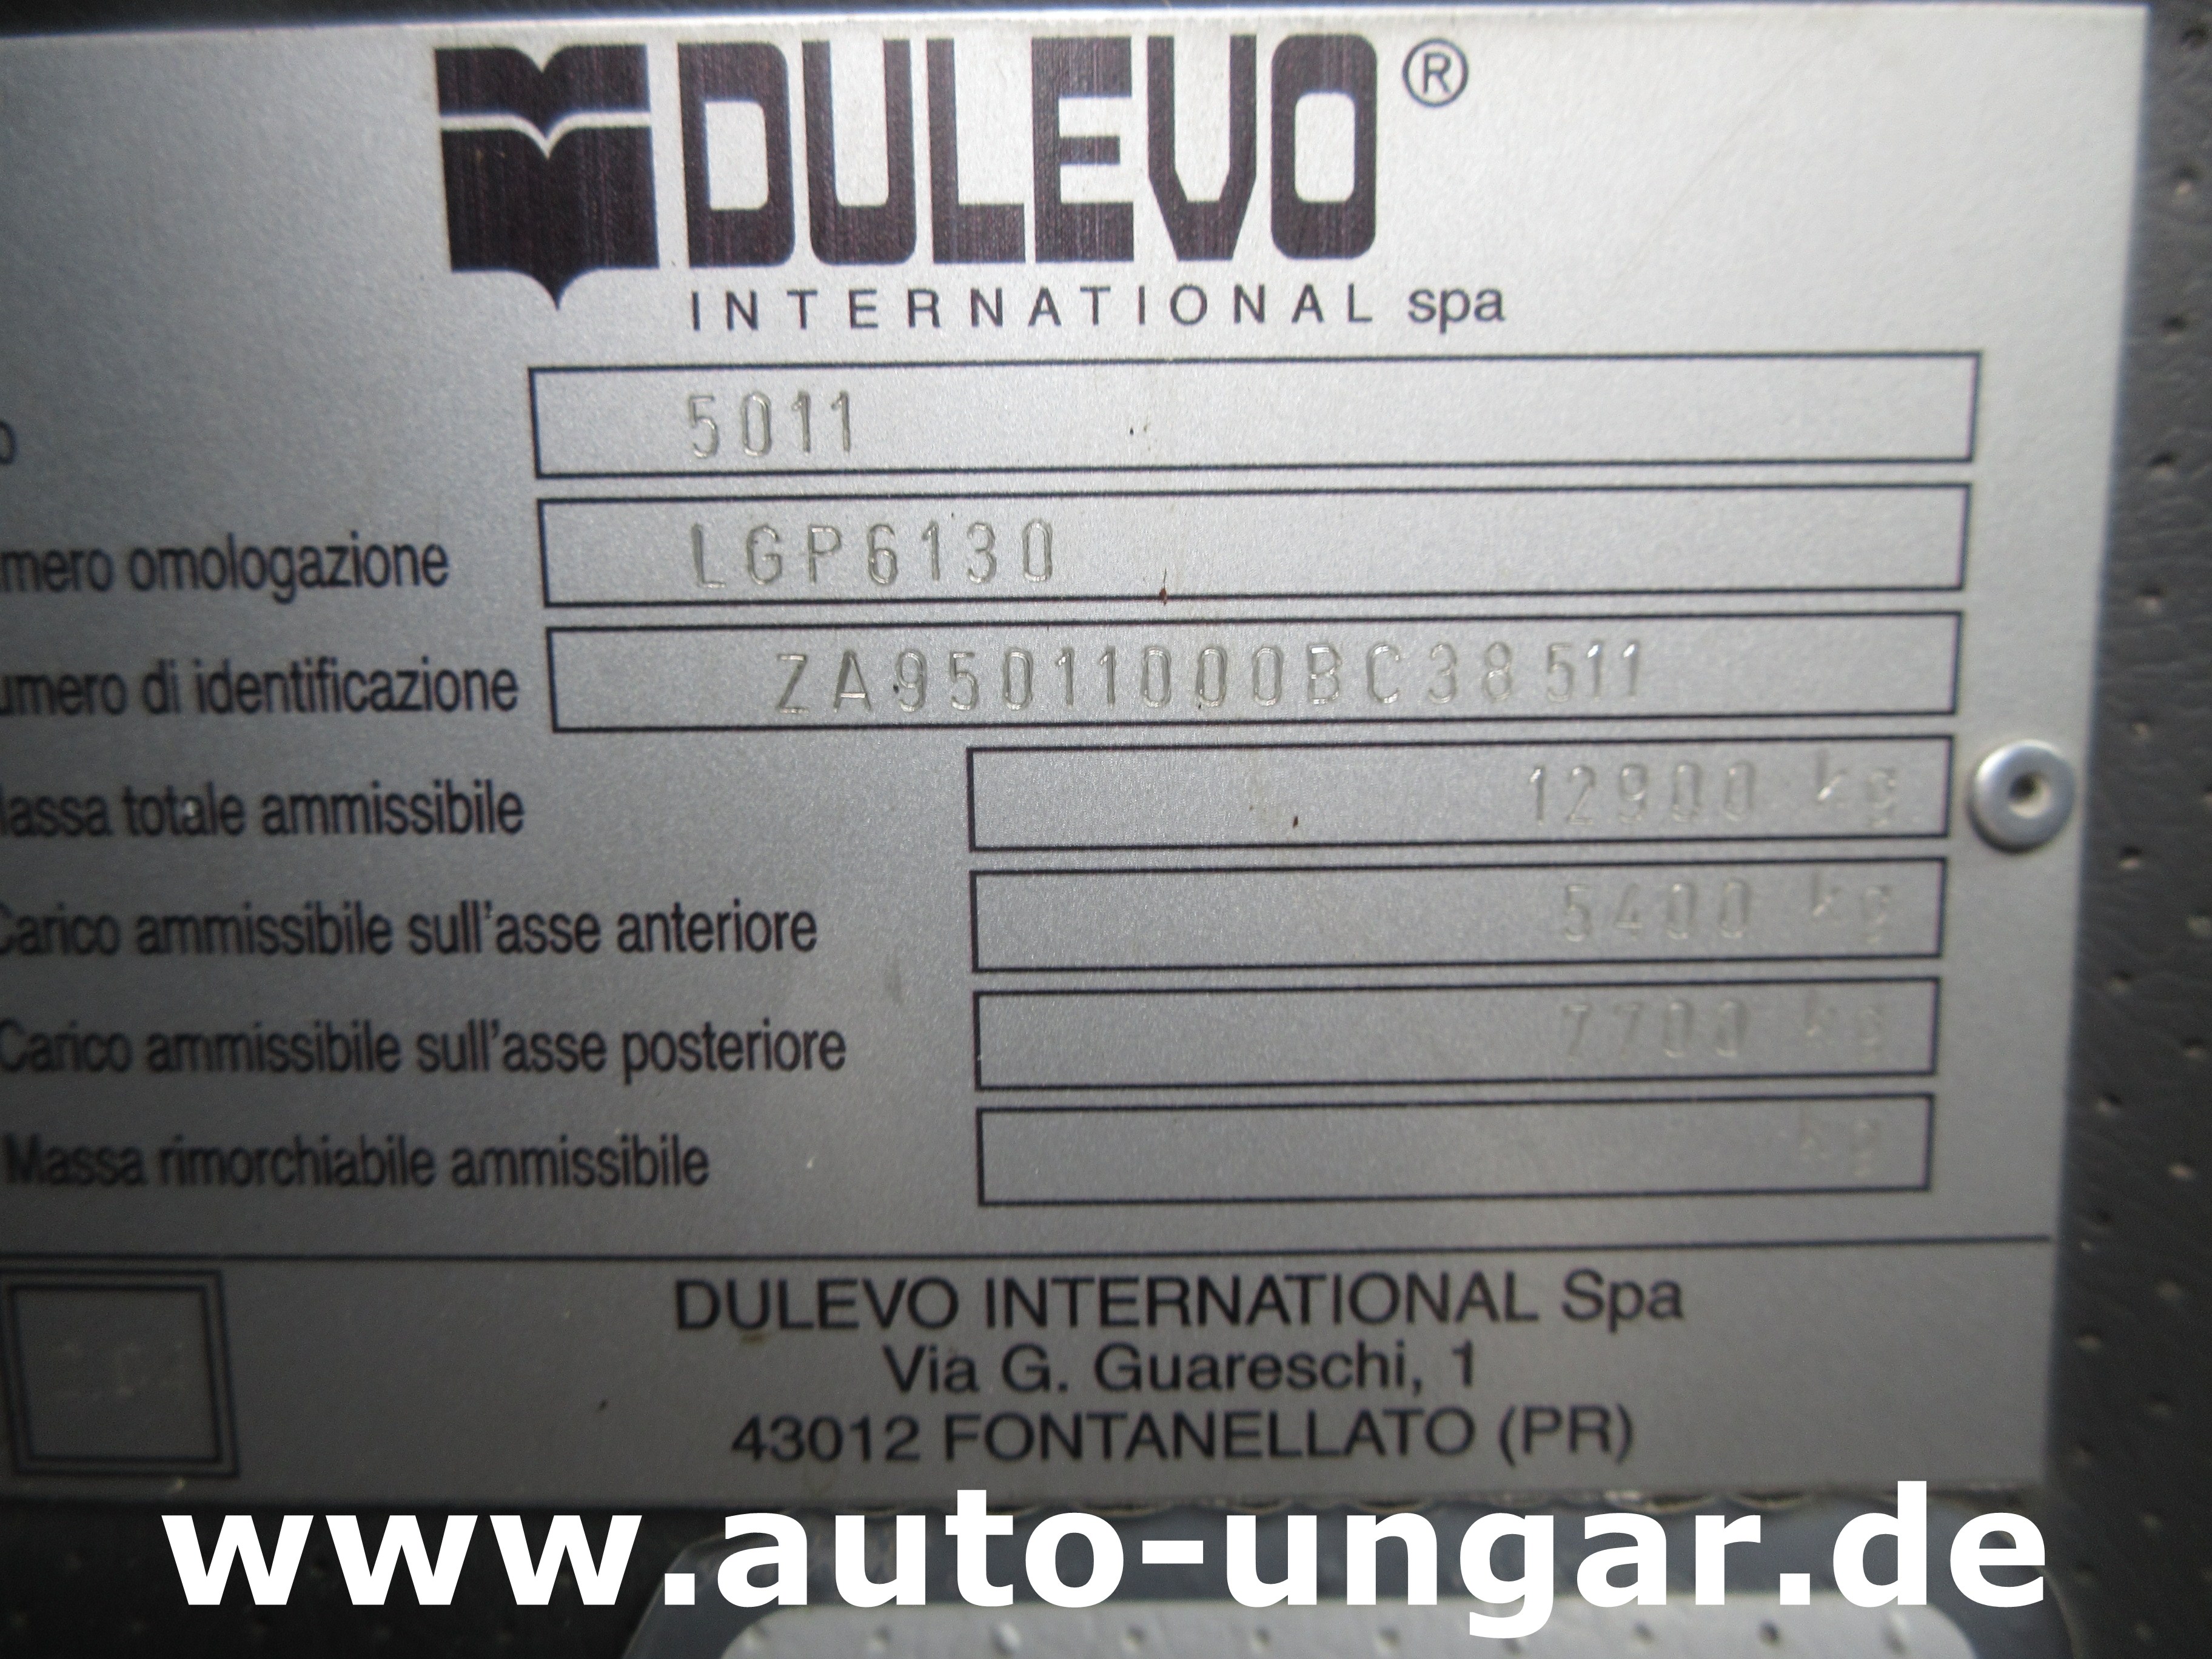 DULEVO®
INTERNATIONAL spa
o 5011
mero omologazione LGP6130
umero di identificazione ZA95011000BC38511
lassa totale ammissibile 12900 kg
Carico ammissibile sull'asse anteriore 5400 kg
Carico ammissibile sull'asse posteriore 7700 kg
Massa rimorchiabile ammissibile kg
DULEVO INTERNATIONAL Spa
Via G. Guareschi, 1
43012 FONTANELLATO (PR)
www.auto-ungar.de